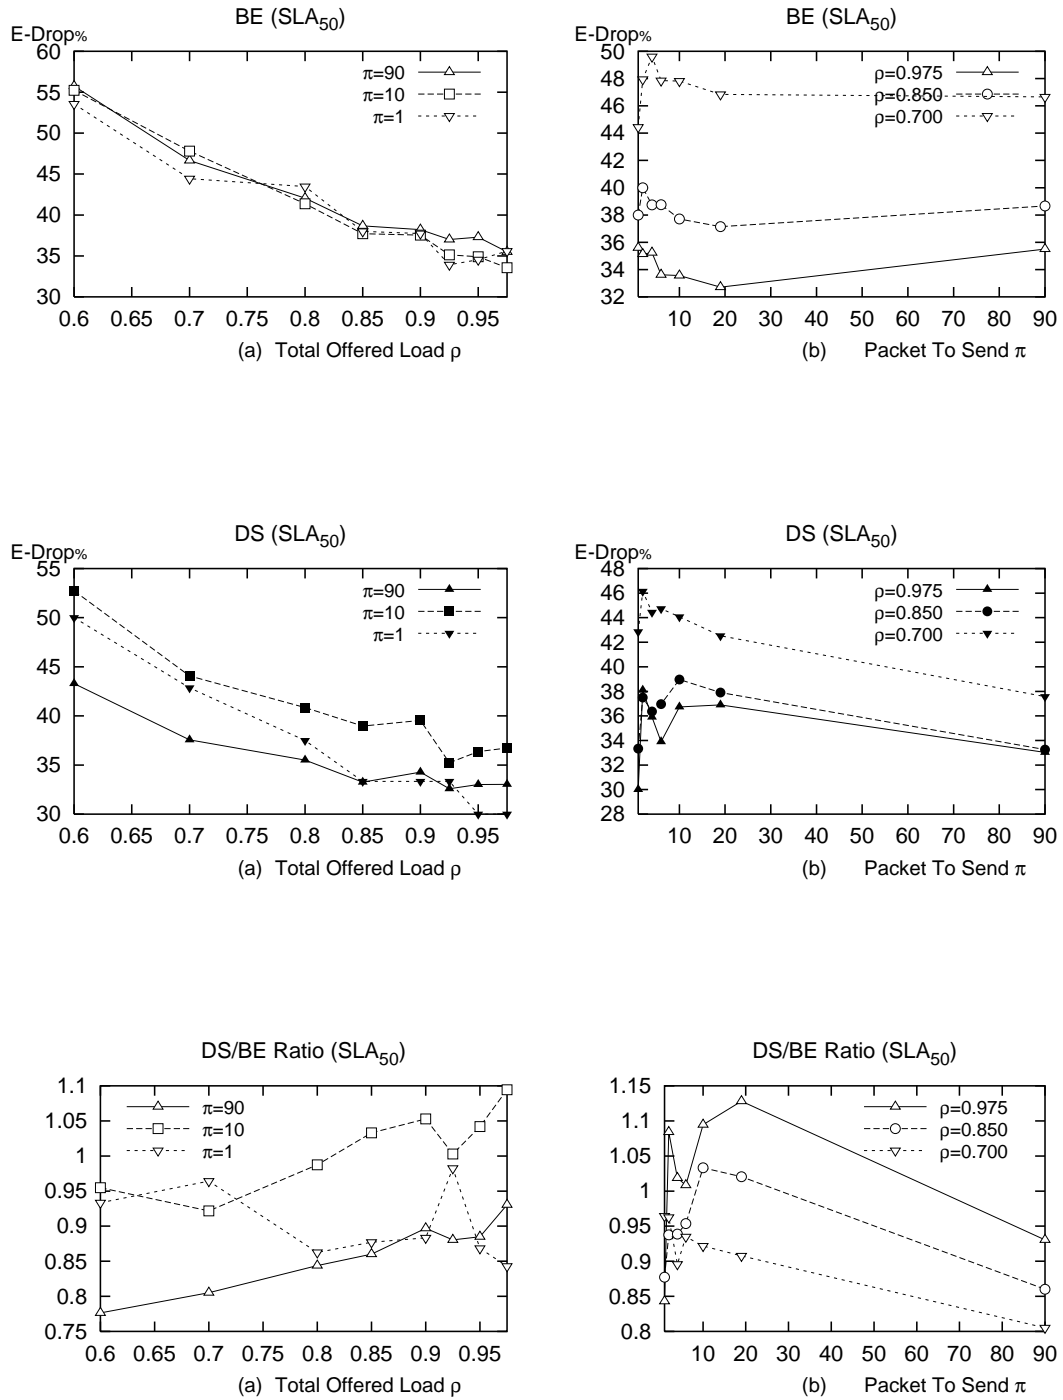 BE (SLA50)
E-Drop%
60
55
50
45
40
35
30
π=90
π=10
π=1
0.6 0.65 0.7 0.75 0.8 0.85 0.9 0.95
(a) Total Offered Load ρ
BE (SLA50)
E-Drop%
50
48
46
44
42
40
38
36
34
32
ρ=0.975
ρ=0.850
ρ=0.700
10 20 30 40 50 60 70 80 90
(b) Packet To Send π
DS (SLA50)
E-Drop%
55
50
45
40
35
30
π=90
π=10
π=1
0.6 0.65 0.7 0.75 0.8 0.85 0.9 0.95
(a) Total Offered Load ρ
DS (SLA50)
E-Drop%
48
46
44
42
40
38
36
34
32
30
28
ρ=0.975
ρ=0.850
ρ=0.700
10 20 30 40 50 60 70 80 90
(b) Packet To Send π
DS/BE Ratio (SLA50)
1.1
1.05
1
0.95
0.9
0.85
0.8
0.75
π=90
π=10
π=1
0.6 0.65 0.7 0.75 0.8 0.85 0.9 0.95
(a) Total Offered Load ρ
DS/BE Ratio (SLA50)
1.15
1.1
1.05
1
0.95
0.9
0.85
0.8
ρ=0.975
ρ=0.850
ρ=0.700
10 20 30 40 50 60 70 80 90
(b) Packet To Send π